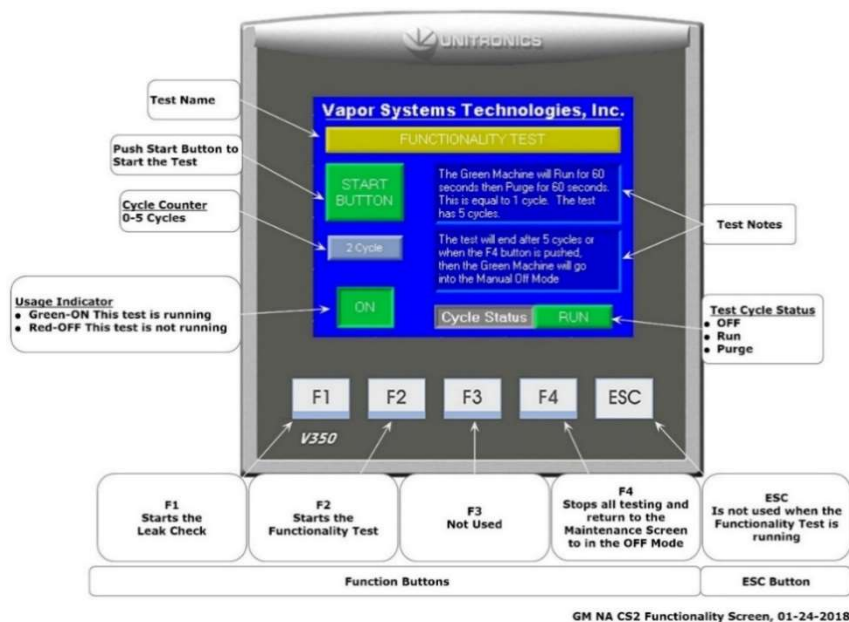 UNITRONICS
Test Name
Vapor Systems Technologies, Inc.
FUNCTIONALITY TEST
Push Start Button to
Start the Test
START
BUTTON
The Green Machine will Run for 60
seconds then Purge for 60 seconds.
This is equal to 1 cycle. The test
has 5 cycles.
Cycle Counter
0-5 Cycles
2 Cycle
The test will end after 5 cycles or
when the F4 button is pushed,
then the Green Machine will go
into the Manual Off Mode
Test Notes
Usage Indicator
• Green-ON This test is running
• Red-OFF This test is not running
ON
Cycle Status
RUN
Test Cycle Status
• OFF
• Run
• Purge
F1
F2
F3
F4
ESC
V350
F1
Starts the
Leak Check
F2
Starts the
Functionality Test
F3
Not Used
F4
Stops all testing and
return to the
Maintenance Screen
to in the OFF Mode
ESC
Is not used when the
Functionality Test is
running
Function Buttons
ESC Button
GM NA CS2 Functionality Screen, 01-24-2018